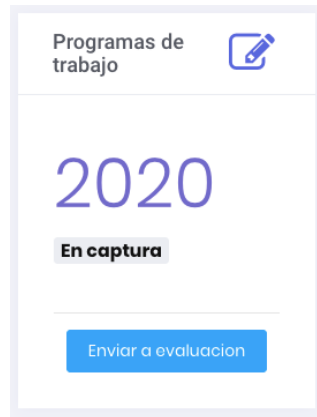 Programas de
trabajo
2020
En captura
Enviar a evaluacion